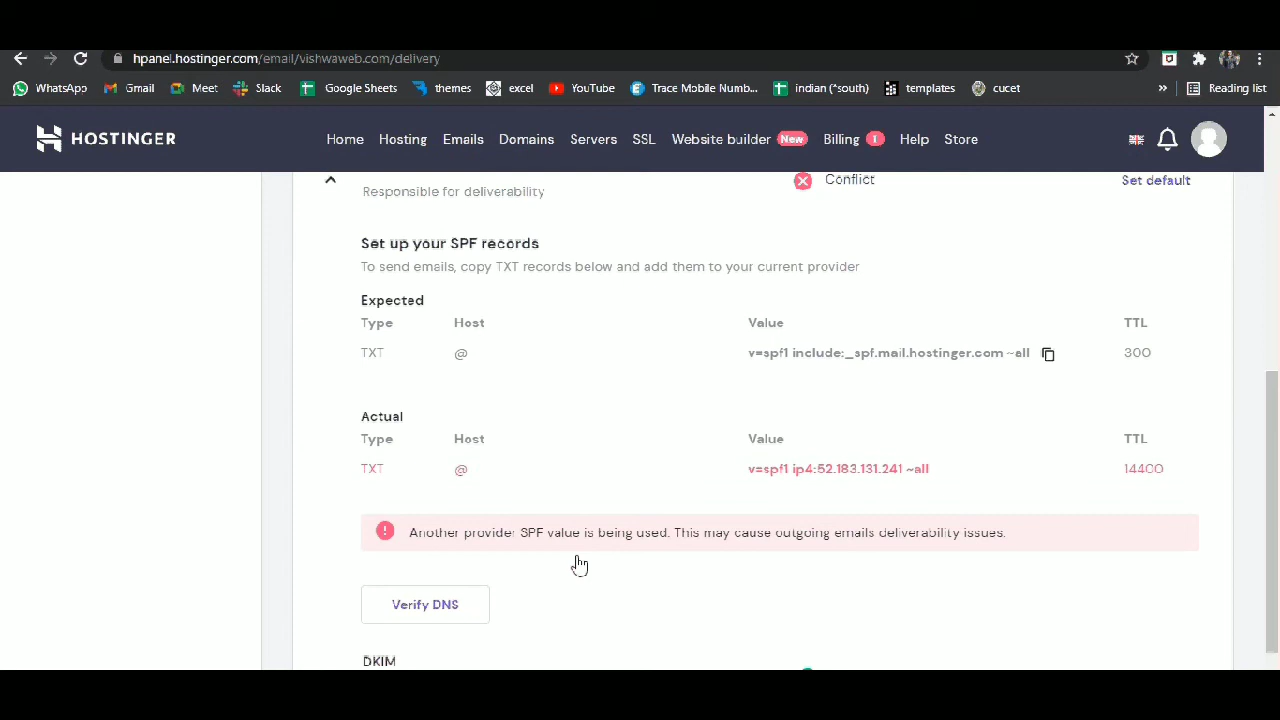 hpanel.hostinger.com/email/vishwaweb.com/delivery
WhatsApp Gmail Meet Slack Google Sheets themes excel YouTube Trace Mobile Numb... indian (*south) templates cucet » Reading list
HOSTINGER Home Hosting Emails Domains Servers SSL Website builder New Billing 1 Help Store
Conflict Set default
Responsible for deliverability
Set up your SPF records
To send emails, copy TXT records below and add them to your current provider
Expected
Type Host Value TTL
TXT @ v=spf1 include:_spf.mail.hostinger.com ~all 300
Actual
Type Host Value TTL
TXT @ v=spf1 ip4:52.183.131.241 ~all 14400
Another provider SPF value is being used. This may cause outgoing emails deliverability issues.
Verify DNS
DKIM